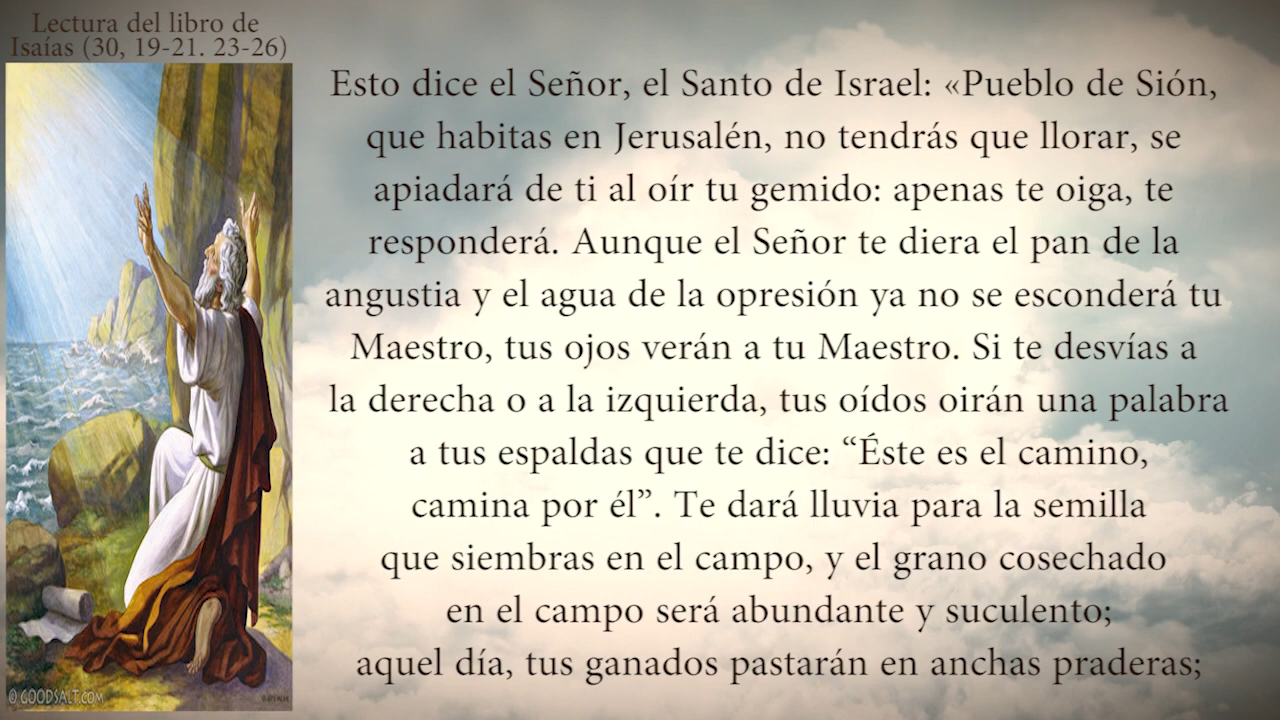 Lectura del libro de
Isaías (30, 19-21. 23-26)
Esto dice el Señor, el Santo de Israel: «Pueblo de Sión,
que habitas en Jerusalén, no tendrás que llorar, se
apiadará de ti al oír tu gemido: apenas te oiga, te
responderá. Aunque el Señor te diera el pan de la
angustia y el agua de la opresión ya no se esconderá tu
Maestro, tus ojos verán a tu Maestro. Si te desvías a
la derecha o a la izquierda, tus oídos oirán una palabra
a tus espaldas que te dice: “Éste es el camino,
camina por él”. Te dará lluvia para la semilla
que siembras en el campo, y el grano cosechado
en el campo será abundante y suculento;
aquel día, tus ganados pastarán en anchas praderas;
© GOODSALT.COM